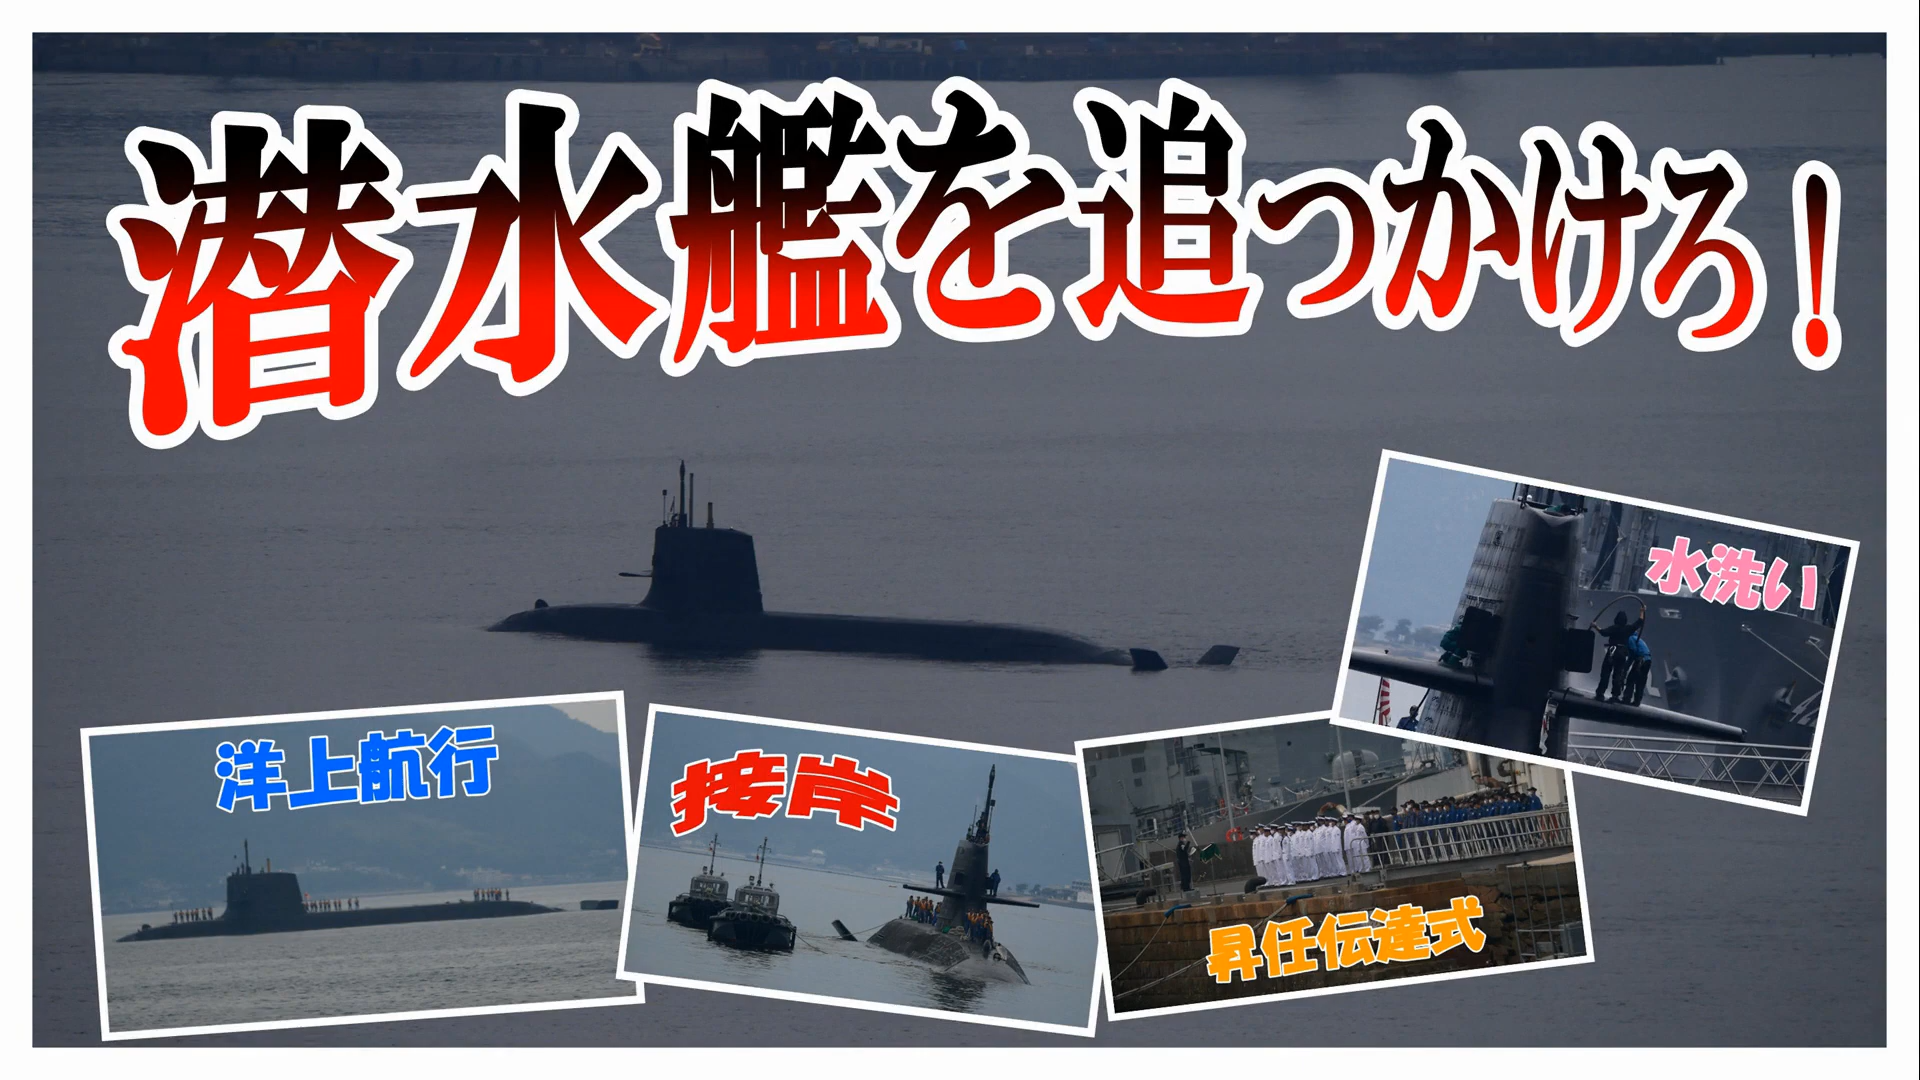 潜水艦を追っかけろ！
水洗い
洋上航行
接岸
昇任伝達式